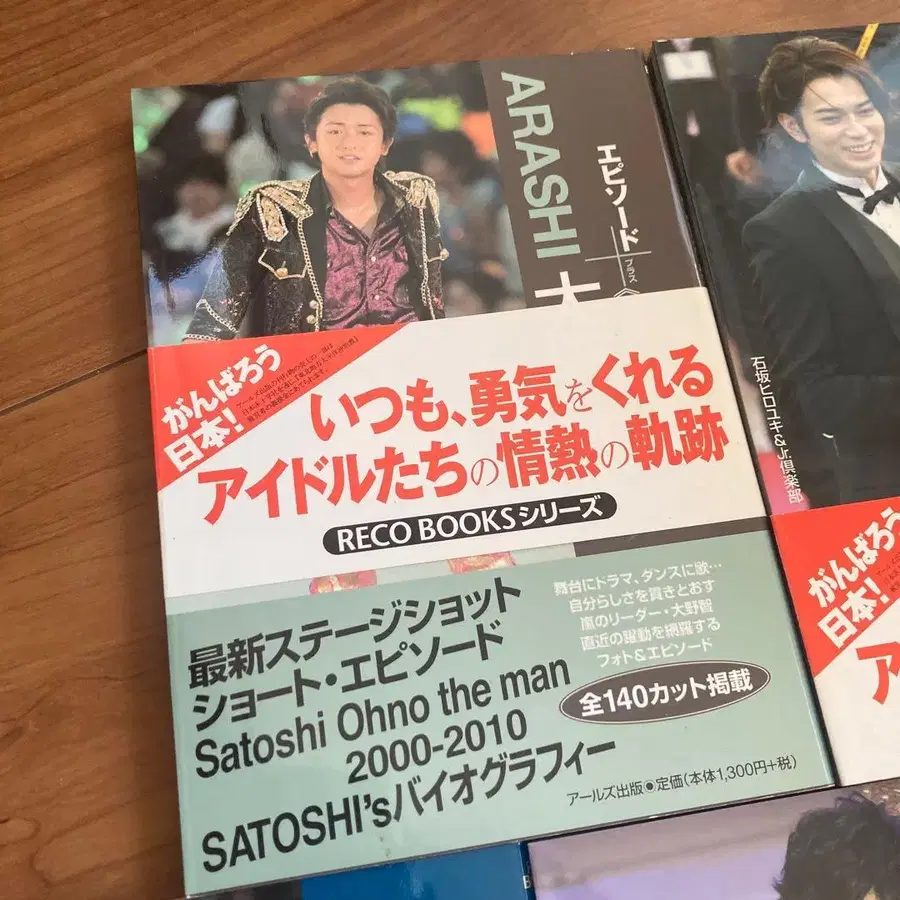 ARASHI 大
エピソード
プラス
がんばろう
日本!
いつも、勇気をくれる
アイドルたちの情熱の軌跡
RECO BOOKSシリーズ
最新ステージショット
ショート・エピソード
Satoshi Ohno the man
2000-2010
SATOSHI'sバイオグラフィー
舞台にドラマ、ダンスに歌…
自分らしさを貫きとおす
嵐のリーダー・大野智
直近の躍動を網羅する
フォト&エピソード
全140カット掲載
アールズ出版●定価(本体1,300円+税)
石坂ヒロユキ&Jr.倶楽部
がんばろう
日本!
ア